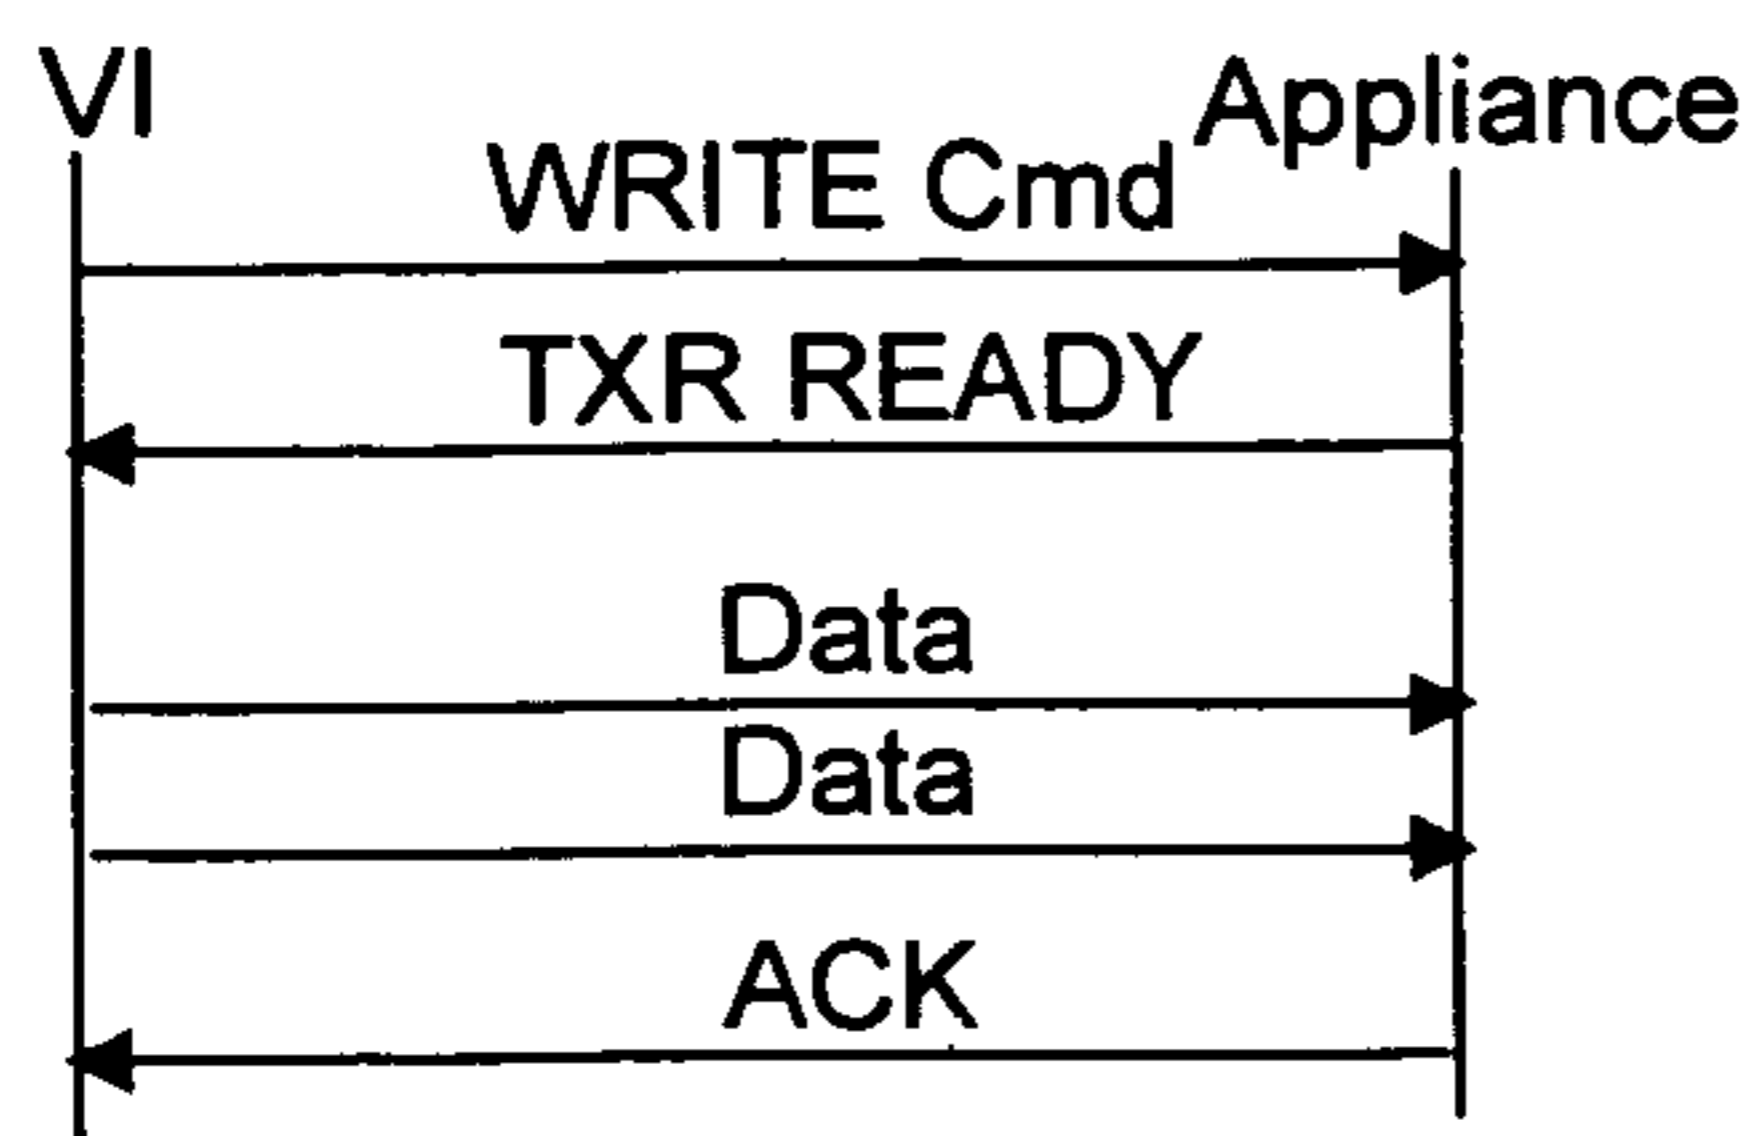 VI
Appliance
WRITE Cmd
TXR READY
Data
Data
ACK